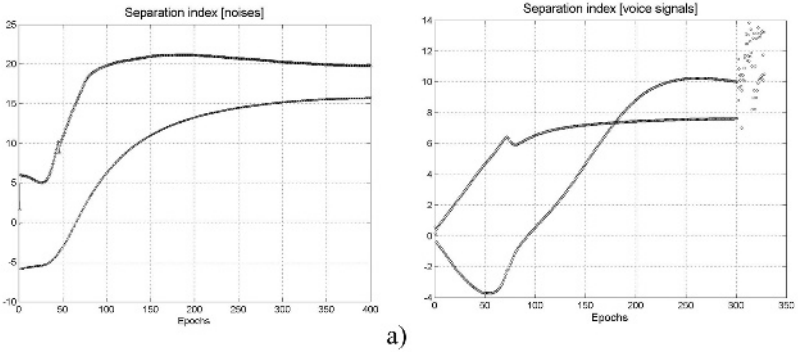 Separation index [noises]
25
20
15
10
5
0
-5
-10
0 50 100 150 200 250 300 350 400
Epochs
Separation index [voice signals]
14
12
10
8
6
4
2
0
-2
-4
0 50 100 150 200 250 300 350
Epochs
a)